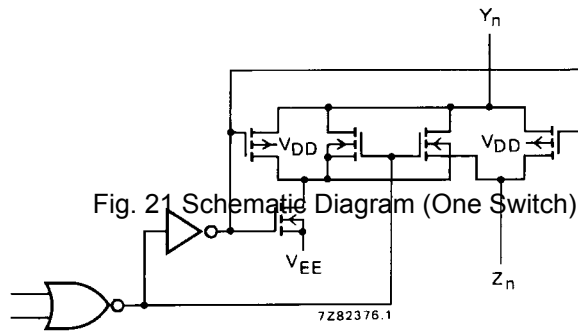 Yn
VDD
VDD
Fig. 21 Schematic Diagram (One Switch)
VEE
Zn
7Z82376.1